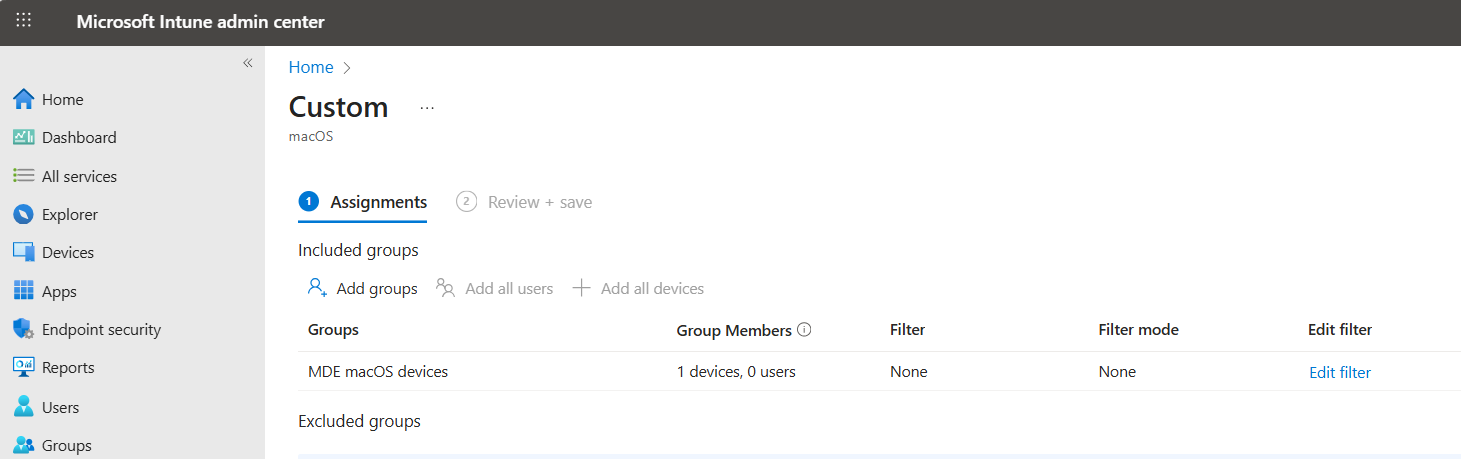 Microsoft Intune admin center
Home
Dashboard
All services
Explorer
Devices
Apps
Endpoint security
Reports
Users
Groups
Home
Custom
macOS
1 Assignments 2 Review + save
Included groups
Add groups Add all users Add all devices
Groups Group Members Filter Filter mode Edit filter
MDE macOS devices 1 devices, 0 users None None Edit filter
Excluded groups